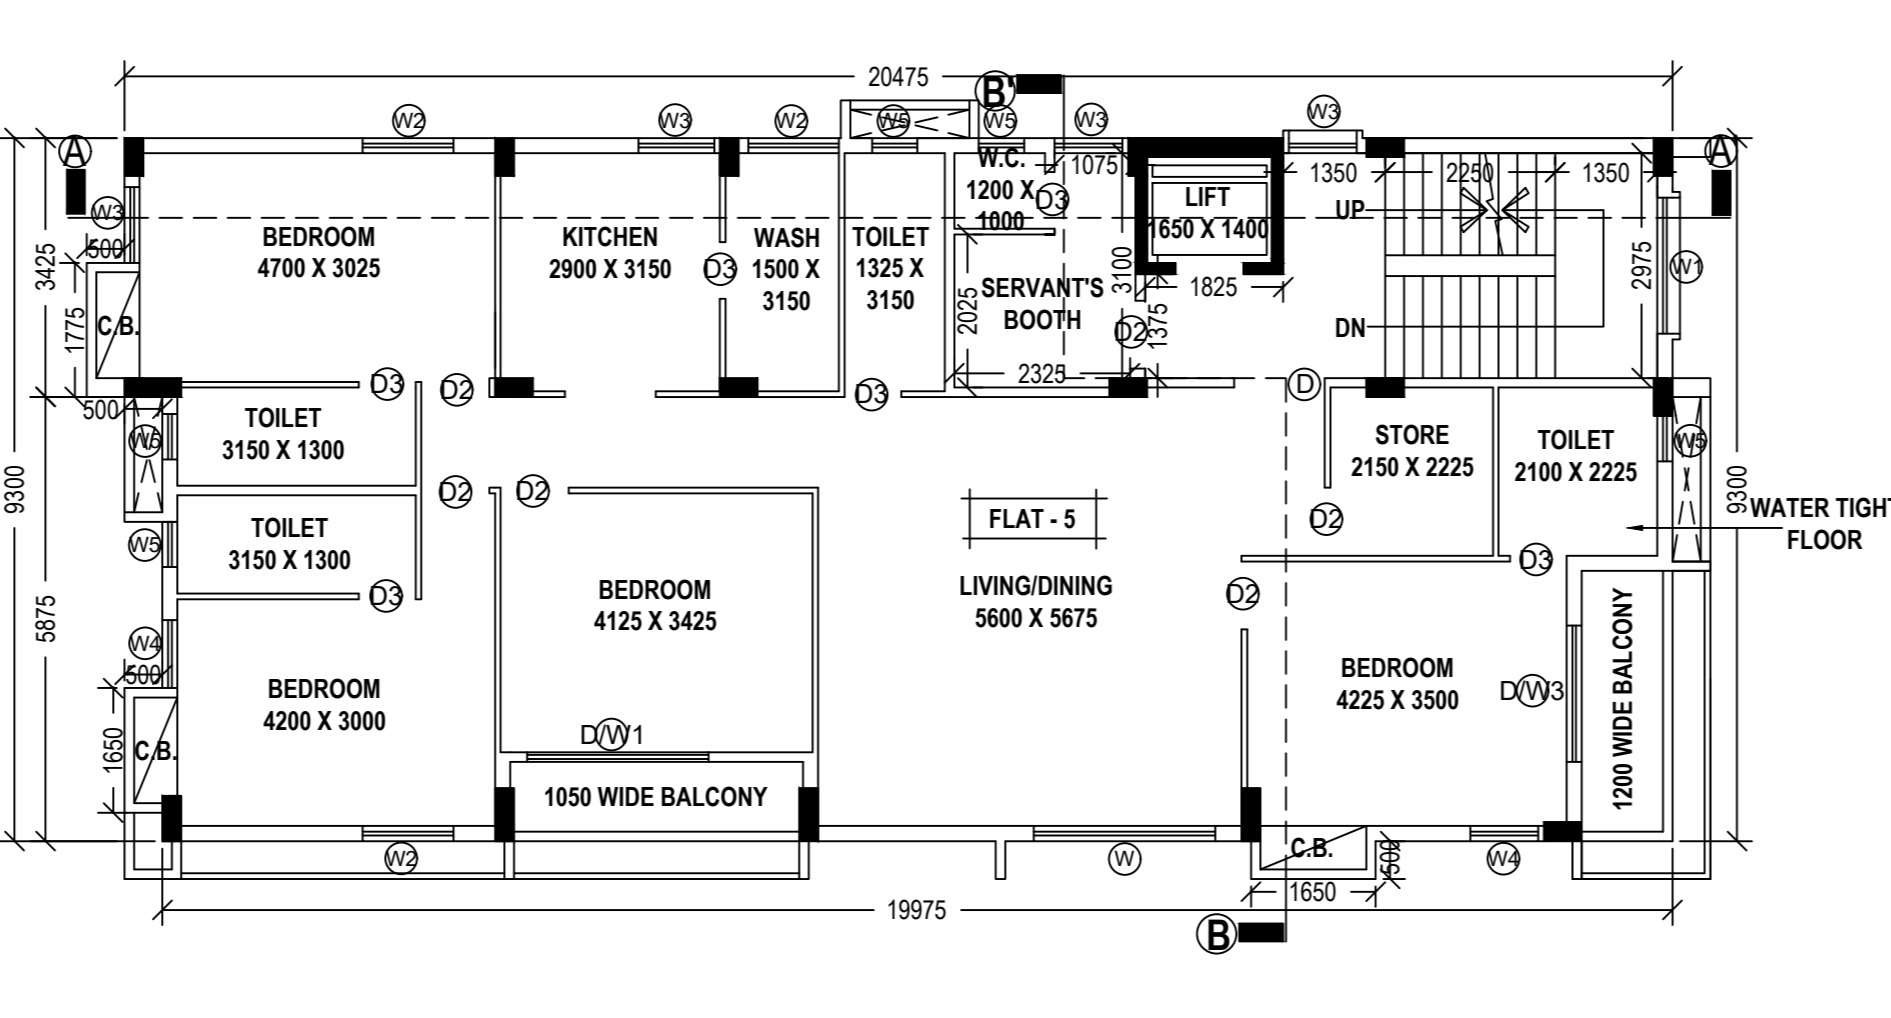 20475
B'
W2
W3
W2
W5
W5
W3
W3
A
A
W.C.
1200 X
1000
1075
D3
LIFT
1650 X 1400
1350
2250
1350
UP
DN
W3
500
3425
BEDROOM
4700 X 3025
KITCHEN
2900 X 3150
D3
WASH
1500 X
3150
TOILET
1325 X
3150
SERVANT'S
BOOTH
2025
3100
1825
1375
D2
2325
2975
W1
1775
C.B.
D3
D2
D3
D
500
W5
TOILET
3150 X 1300
D2
D2
STORE
2150 X 2225
TOILET
2100 X 2225
W5
9300
9300
FLAT - 5
D2
WATER TIGHT
FLOOR
W5
TOILET
3150 X 1300
D3
D3
D2
BEDROOM
4125 X 3425
LIVING/DINING
5600 X 5675
5875
W4
500
BEDROOM
4200 X 3000
BEDROOM
4225 X 3500
D/W3
1200 WIDE BALCONY
1650
C.B.
D/W1
1050 WIDE BALCONY
W2
W
C.B.
500
W4
1650
19975
B